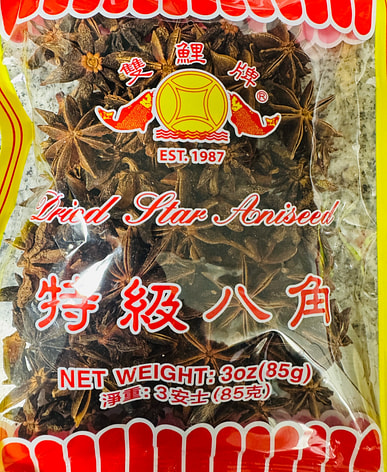 雙鯉牌®
EST. 1987
Dried Star Aniseed
特級八角
NET WEIGHT: 3oz(85g)
淨重: 3安士 (85克)